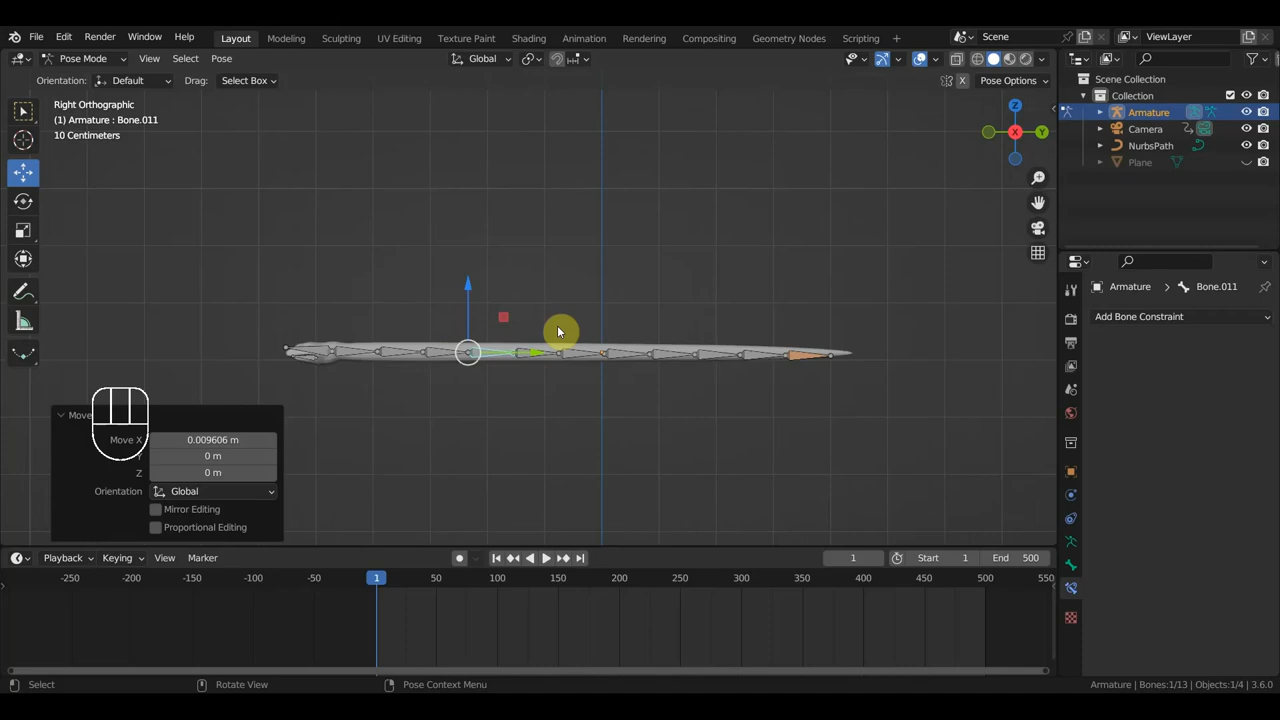 File Edit Render Window Help Layout Modeling Sculpting UV Editing Texture Paint Shading Animation Rendering Compositing Geometry Nodes Scripting Scene ViewLayer
Pose Mode View Select Pose Global
Orientation: Default Drag: Select Box X Pose Options
Right Orthographic
(1) Armature : Bone.011
10 Centimeters
Z
Y
X
Scene Collection
Collection
Armature
Camera
NurbsPath
Plane
Armature Bone.011
Add Bone Constraint
Move
Move X 0.009606 m
0 m
Z 0 m
Orientation Global
Mirror Editing
Proportional Editing
Playback Keying View Marker 1 Start 1 End 500
-250 -200 -150 -100 -50 1 50 100 150 200 250 300 350 400 450 500 550
Select Rotate View Pose Context Menu Armature | Bones:1/13 | Objects:1/4 | 3.6.0